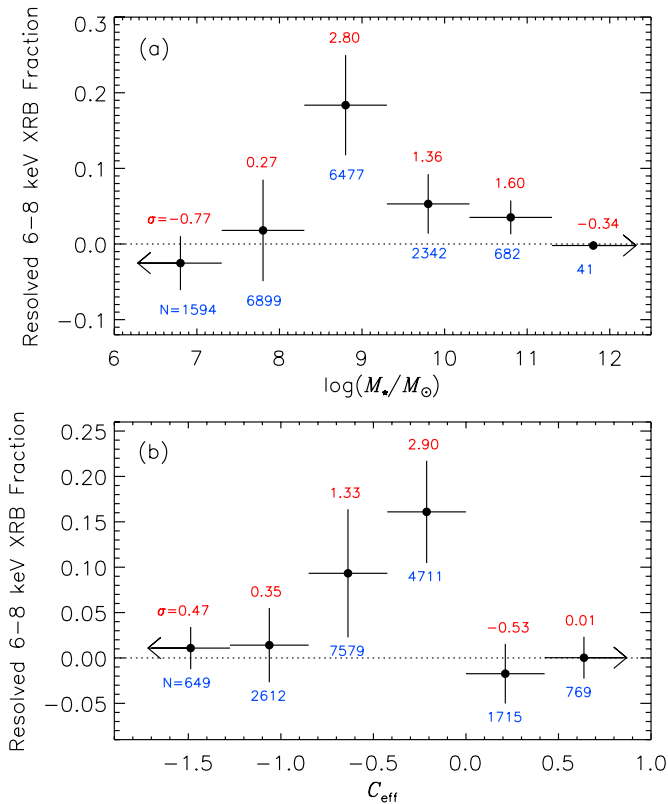 (a)
Resolved 6−8 keV XRB Fraction
0.3
0.2
0.1
0.0
−0.1
σ=−0.77
0.27
2.80
1.36
1.60
−0.34
N=1594
6899
6477
2342
682
41
6 7 8 9 10 11 12
log(M★/M⊙)
(b)
Resolved 6−8 keV XRB Fraction
0.25
0.20
0.15
0.10
0.05
0.00
−0.05
σ=0.47
0.35
1.33
2.90
−0.53
0.01
N=649
2612
7579
4711
1715
769
−1.5 −1.0 −0.5 0.0 0.5 1.0
Ceff